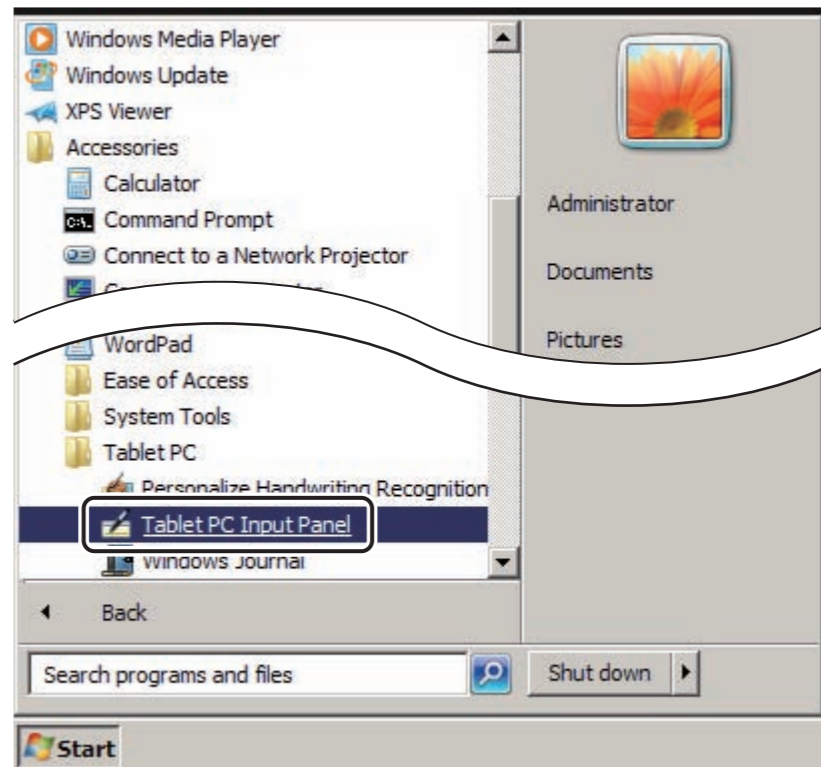 Windows Media Player
Windows Update
XPS Viewer
Accessories
Calculator
Command Prompt
Connect to a Network Projector
WordPad
Ease of Access
System Tools
Tablet PC
Personalize Handwriting Recognition
Tablet PC Input Panel
Windows Journal
Back
Search programs and files
Administrator
Documents
Pictures
Shut down
Start